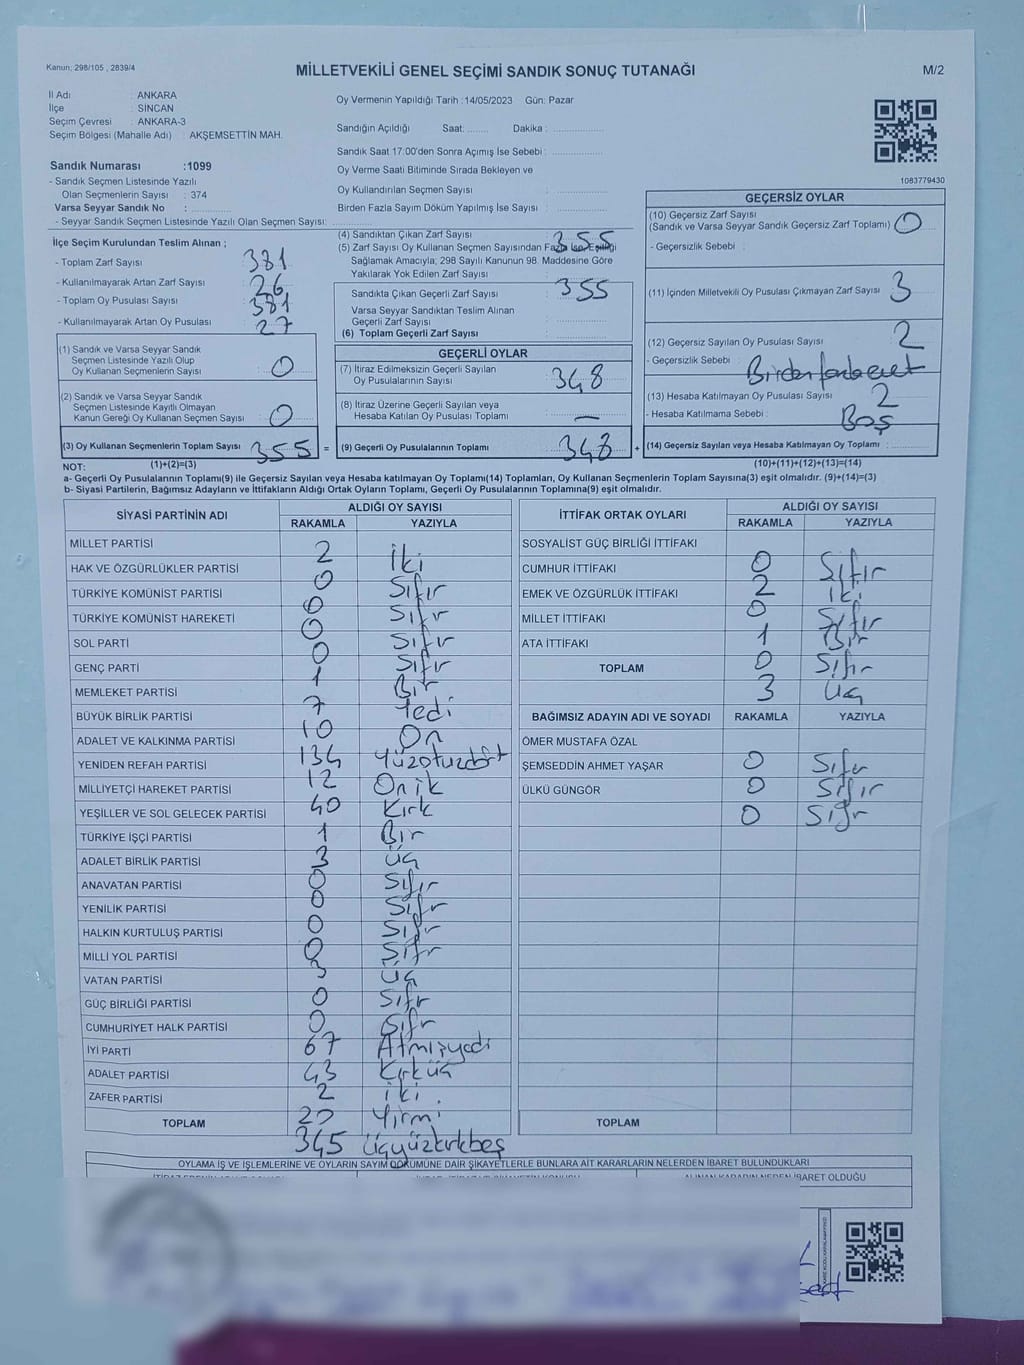 Kanun; 298/105 , 2839/4
MİLLETVEKİLİ GENEL SEÇİMİ SANDIK SONUÇ TUTANAĞI
M/2
İl Adı : ANKARA
İlçe : SİNCAN
Seçim Çevresi : ANKARA-3
Seçim Bölgesi (Mahalle Adı) : AKŞEMSETTİN MAH.
Oy Vermenin Yapıldığı Tarih :14/05/2023 Gün: Pazar
Sandığın Açıldığı Saat: ........ Dakika : ..................
Sandık Saat 17:00'den Sonra Açımış İse Sebebi : ..................
Oy Verme Saati Bitiminde Sırada Bekleyen ve
Oy Kullandırılan Seçmen Sayısı ..................
Birden Fazla Sayım Döküm Yapılmış İse Sayısı : ..................
1083779430
Sandık Numarası :1099
- Sandık Seçmen Listesinde Yazılı
Olan Seçmenlerin Sayısı : 374
Varsa Seyyar Sandık No : ..................
- Seyyar Sandık Seçmen Listesinde Yazılı Olan Seçmen Sayısı: ........
İlçe Seçim Kurulundan Teslim Alınan ;
- Toplam Zarf Sayısı 381
- Kullanılmayarak Artan Zarf Sayısı : 26
- Toplam Oy Pusulası Sayısı 381
- Kullanılmayarak Artan Oy Pusulası : 27
(1) Sandık ve Varsa Seyyar Sandık
Seçmen Listesinde Yazılı Olup
Oy Kullanan Seçmenlerin Sayısı : 0
(2) Sandık ve Varsa Seyyar Sandık
Seçmen Listesinde Kayıtlı Olmayan
Kanun Gereği Oy Kullanan Seçmen Sayısı : 0
(3) Oy Kullanan Seçmenlerin Toplam Sayısı 355 =
(4) Sandıktan Çıkan Zarf Sayısı 355
(5) Zarf Sayısı Oy Kullanan Seçmen Sayısından Fazla İse, Eşitliği
Sağlamak Amacıyla; 298 Sayılı Kanunun 98. Maddesine Göre
Yakılarak Yok Edilen Zarf Sayısı
Sandıkta Çıkan Geçerli Zarf Sayısı : 355
Varsa Seyyar Sandıktan Teslim Alınan
Geçerli Zarf Sayısı
(6) Toplam Geçerli Zarf Sayısı
GEÇERLİ OYLAR
(7) İtiraz Edilmeksizin Geçerli Sayılan
Oy Pusulalarının Sayısı : 348
(8) İtiraz Üzerine Geçerli Sayılan veya
Hesaba Katılan Oy Pusulası Toplamı : —
(9) Geçerli Oy Pusulalarının Toplamı 348 +
GEÇERSİZ OYLAR
(10) Geçersiz Zarf Sayısı
(Sandık ve Varsa Seyyar Sandık Geçersiz Zarf Toplamı) : 0
- Geçersizlik Sebebi :
(11) İçinden Milletvekili Oy Pusulası Çıkmayan Zarf Sayısı 3
(12) Geçersiz Sayılan Oy Pusulası Sayısı : 2
- Geçersizlik Sebebi :
(13) Hesaba Katılmayan Oy Pusulası Sayısı : 2
- Hesaba Katılmama Sebebi : Boş
(14) Geçersiz Sayılan veya Hesaba Katılmayan Oy Toplamı :
NOT: (1)+(2)=(3)
(10)+(11)+(12)+(13)=(14)
a- Geçerli Oy Pusulalarının Toplamı(9) ile Geçersiz Sayılan veya Hesaba katılmayan Oy Toplamı(14) Toplamları, Oy Kullanan Seçmenlerin Toplam Sayısına(3) eşit olmalıdır. (9)+(14)=(3)
b- Siyasi Partilerin, Bağımsız Adayların ve İttifakların Aldığı Ortak Oyların Toplamı, Geçerli Oy Pusulalarının Toplamına(9) eşit olmalıdır.
SİYASİ PARTİNİN ADI
ALDIĞI OY SAYISI
RAKAMLA YAZIYLA
MİLLET PARTİSİ 2 İki
HAK VE ÖZGÜRLÜKLER PARTİSİ 0 Sıfır
TÜRKİYE KOMÜNİST PARTİSİ 0 Sıfır
TÜRKİYE KOMÜNİST HAREKETİ 0 Sıfır
SOL PARTİ 0 Sıfır
GENÇ PARTİ 1 Bir
MEMLEKET PARTİSİ 7 Yedi
BÜYÜK BİRLİK PARTİSİ 10 On
ADALET VE KALKINMA PARTİSİ 134 Yüzotuzdört
YENİDEN REFAH PARTİSİ 12 Oniki
MİLLİYETÇİ HAREKET PARTİSİ 40 Kırk
YEŞİLLER VE SOL GELECEK PARTİSİ 1 Bir
TÜRKİYE İŞÇİ PARTİSİ 3 Üç
ADALET BİRLİK PARTİSİ 0 Sıfır
ANAVATAN PARTİSİ 0 Sıfır
YENİLİK PARTİSİ 0 Sıfır
HALKIN KURTULUŞ PARTİSİ 0 Sıfır
MİLLİ YOL PARTİSİ 3 Üç
VATAN PARTİSİ 0 Sıfır
GÜÇ BİRLİĞİ PARTİSİ 0 Sıfır
CUMHURİYET HALK PARTİSİ 67 Atmışyedi
İYİ PARTİ 43 Kırküç
ADALET PARTİSİ 2 iki
ZAFER PARTİSİ 20 Yirmi
TOPLAM 345 Üçyüzkırkbeş
İTTİFAK ORTAK OYLARI
ALDIĞI OY SAYISI
RAKAMLA YAZIYLA
SOSYALİST GÜÇ BİRLİĞİ İTTİFAKI 0 Sıfır
CUMHUR İTTİFAKI 2 İki
EMEK VE ÖZGÜRLÜK İTTİFAKI 0 Sıfır
MİLLET İTTİFAKI 1 Bir
ATA İTTİFAKI 0 Sıfır
TOPLAM 3 Üç
BAĞIMSIZ ADAYIN ADI VE SOYADI RAKAMLA YAZIYLA
ÖMER MUSTAFA ÖZAL 0 Sıfır
ŞEMSEDDİN AHMET YAŞAR 0 Sıfır
ÜLKÜ GÜNGÖR 0 Sıfır
TOPLAM
OYLAMA İŞ VE İŞLEMLERİNE VE OYLARIN SAYIM DÖKÜMÜNE DAİR ŞİKAYETLERLE BUNLARA AİT KARARLARIN NELERDEN İBARET BULUNDUKLARI
ALINAN KARARIN NEDEN İBARET OLDUĞU